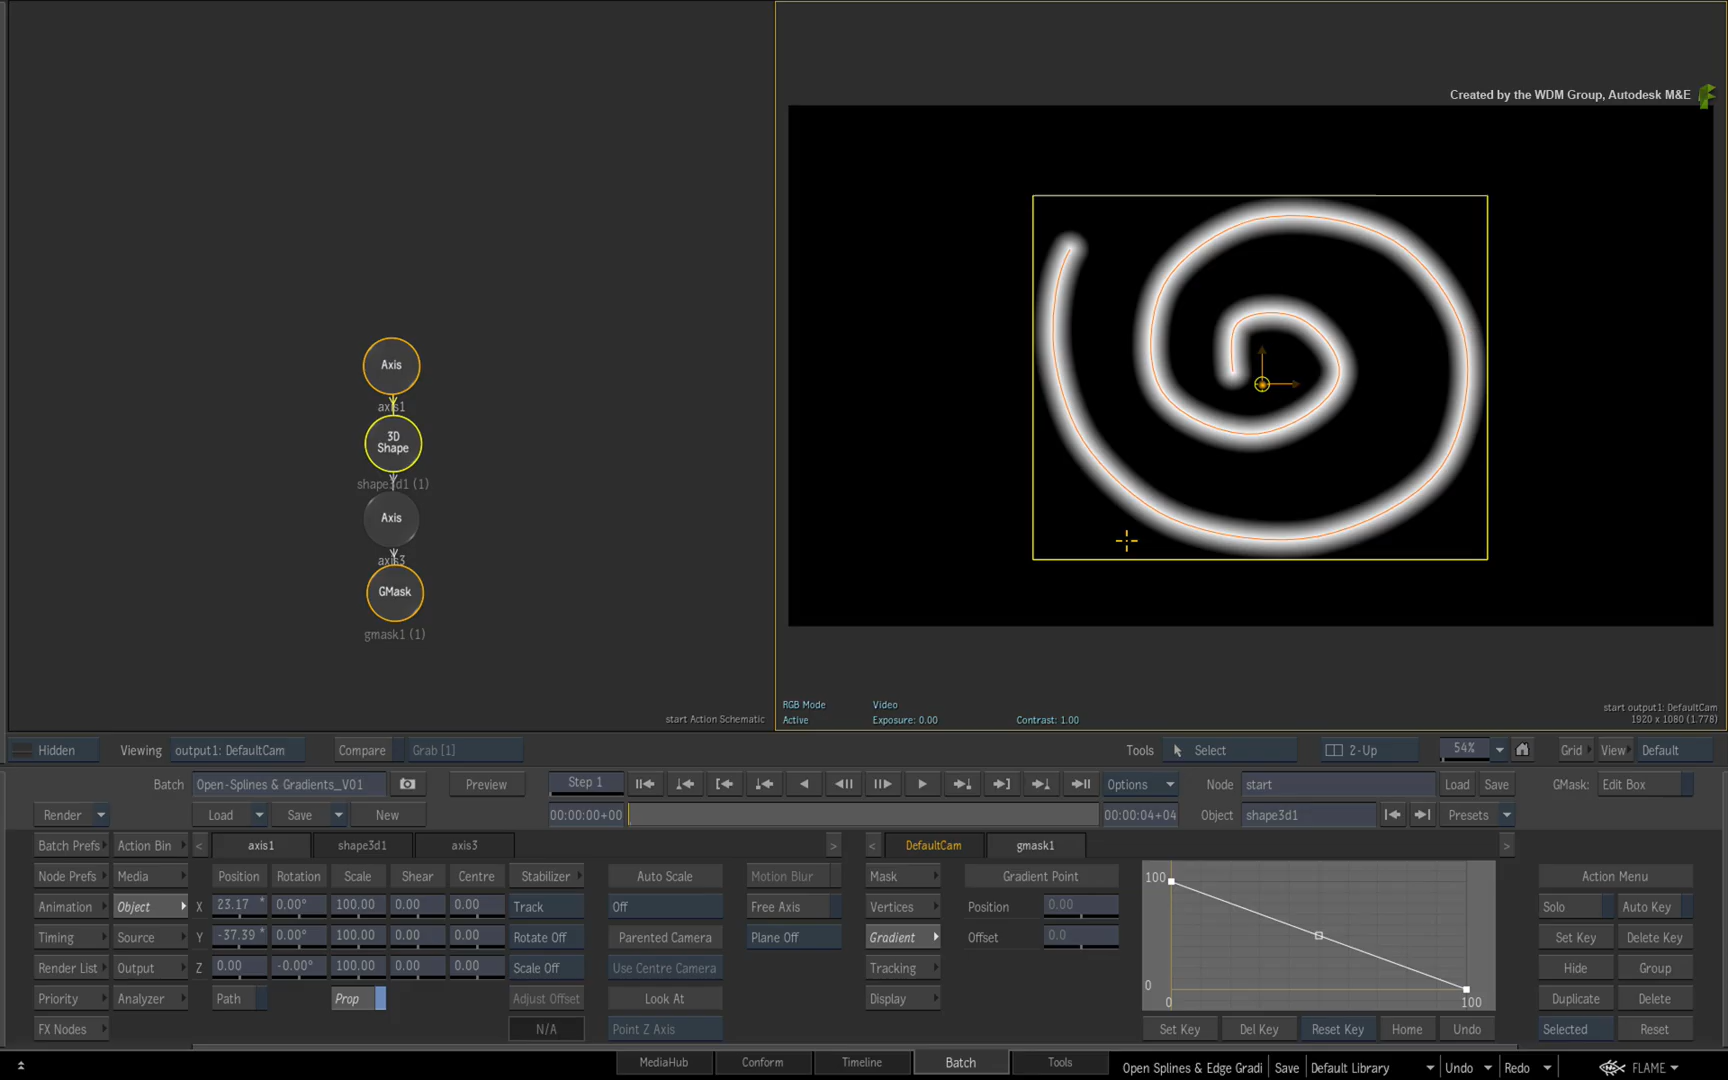 Created by the WDM Group, Autodesk M&E
Axis
axis1
3D
Shape
shape3d1 (1)
Axis
axis3
GMask
gmask1 (1)
start Action Schematic
RGB Mode
Video
Active
Exposure: 0.00
Contrast: 1.00
start output1: DefaultCam
1920 x 1080 (1.778)
Hidden
Viewing
output1: DefaultCam
Compare
Grab [1]
Tools
Select
2-Up
54%
Grid
View
Default
Batch
Open-Splines & Gradients_V01
Preview
Step 1
Options
Node
start
Load
Save
GMask:
Edit Box
Render
Load
Save
New
00:00:00+00
00:00:04+04
Object
shape3d1
Presets
Batch Prefs
Action Bin
<
axis1
shape3d1
axis3
>
<
DefaultCam
gmask1
>
Node Prefs
Media
Position
Rotation
Scale
Shear
Centre
Stabilizer
Auto Scale
Motion Blur
Mask
Gradient Point
100
Action Menu
Animation
Object
X
23.17 *
0.00°
100.00
0.00
0.00
Track
Off
Free Axis
Vertices
Position
0.00
Solo
Auto Key
Timing
Source
Y
-37.39 *
0.00°
100.00
0.00
0.00
Rotate Off
Parented Camera
Plane Off
Gradient
Offset
0.0
Set Key
Delete Key
Render List
Output
Z
0.00
-0.00°
100.00
0.00
0.00
Scale Off
Use Centre Camera
Tracking
0
Hide
Group
Priority
Analyzer
Path
Prop
Adjust Offset
Look At
Display
0
100
Duplicate
Delete
FX Nodes
N/A
Point Z Axis
Set Key
Del Key
Reset Key
Home
Undo
Selected
Reset
MediaHub
Conform
Timeline
Batch
Tools
Open Splines & Edge Gradi
Save
Default Library
Undo
Redo
FLAME